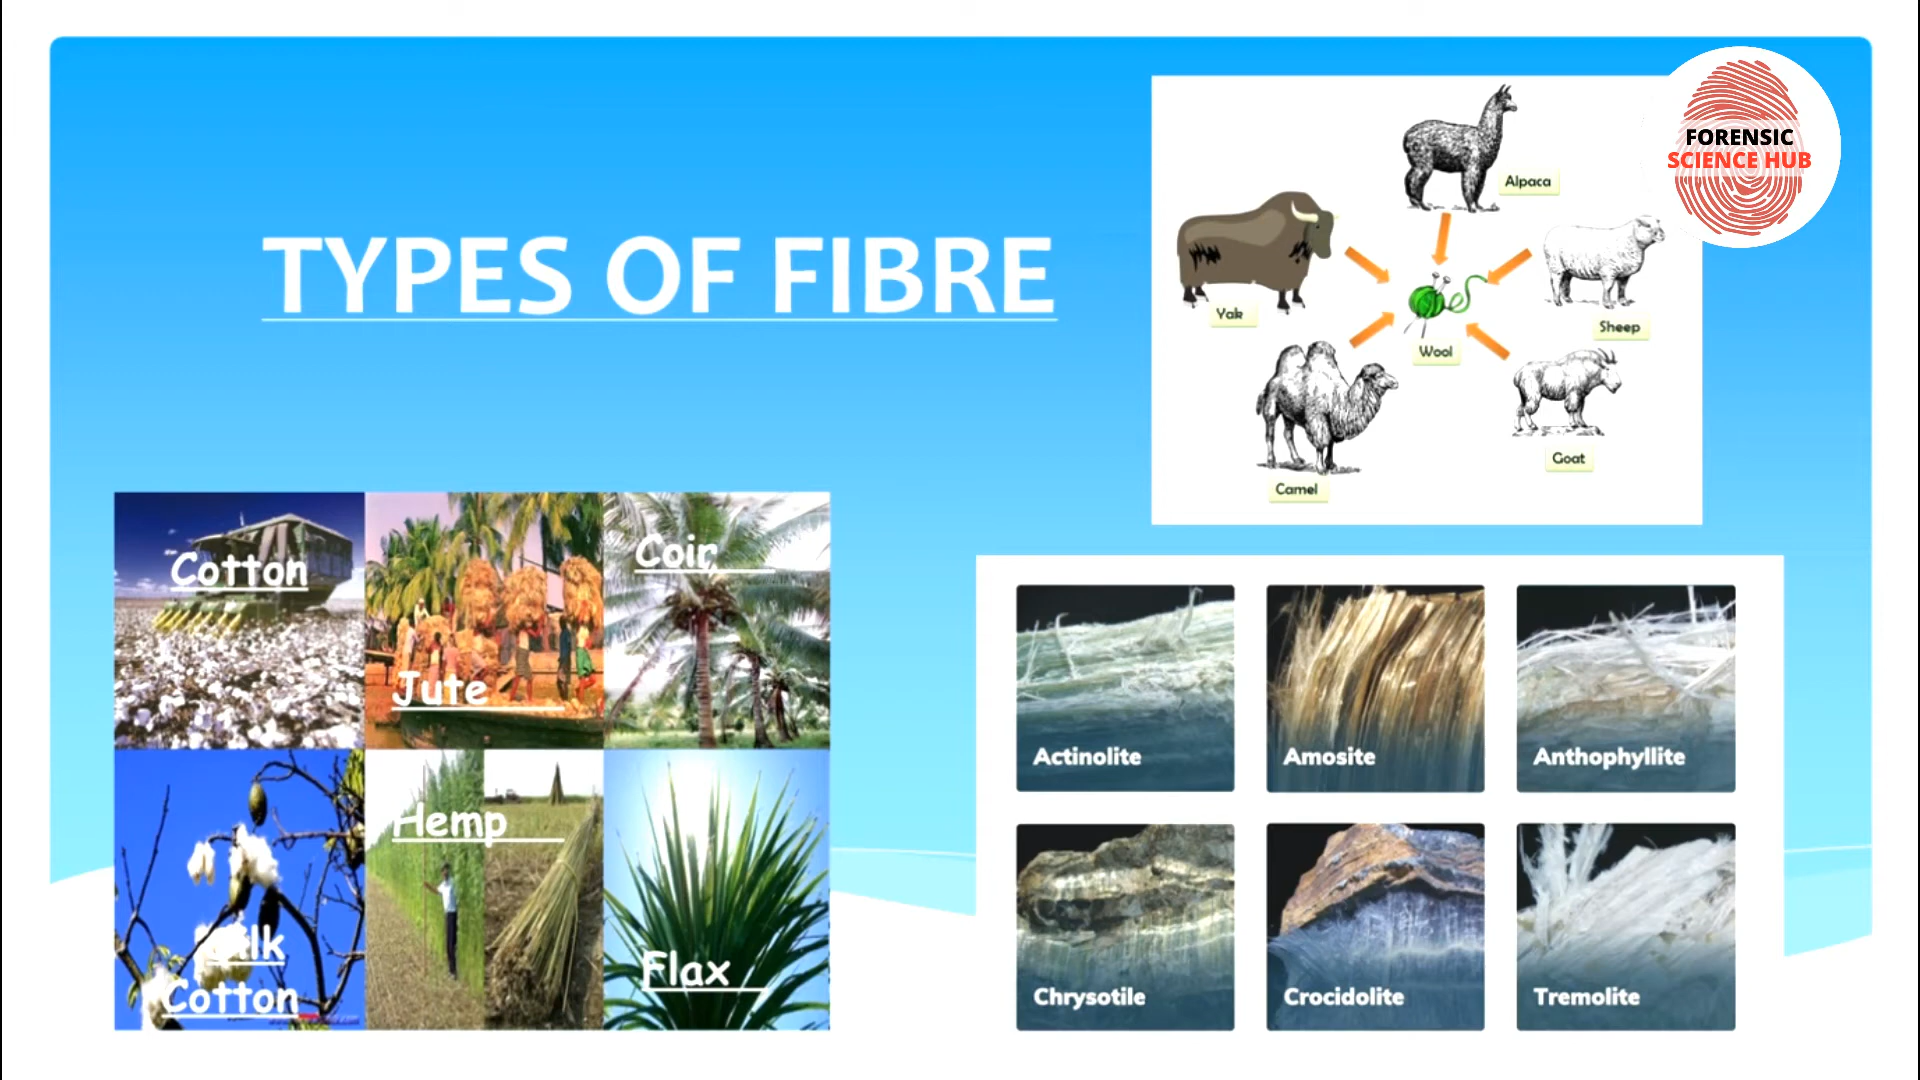 TYPES OF FIBRE
FORENSIC
SCIENCE HUB
Alpaca
Yak
Sheep
Wool
Goat
Camel
Cotton
Jute
Coir
Silk
Cotton
Hemp
Flax
Actinolite
Amosite
Anthophyllite
Chrysotile
Crocidolite
Tremolite